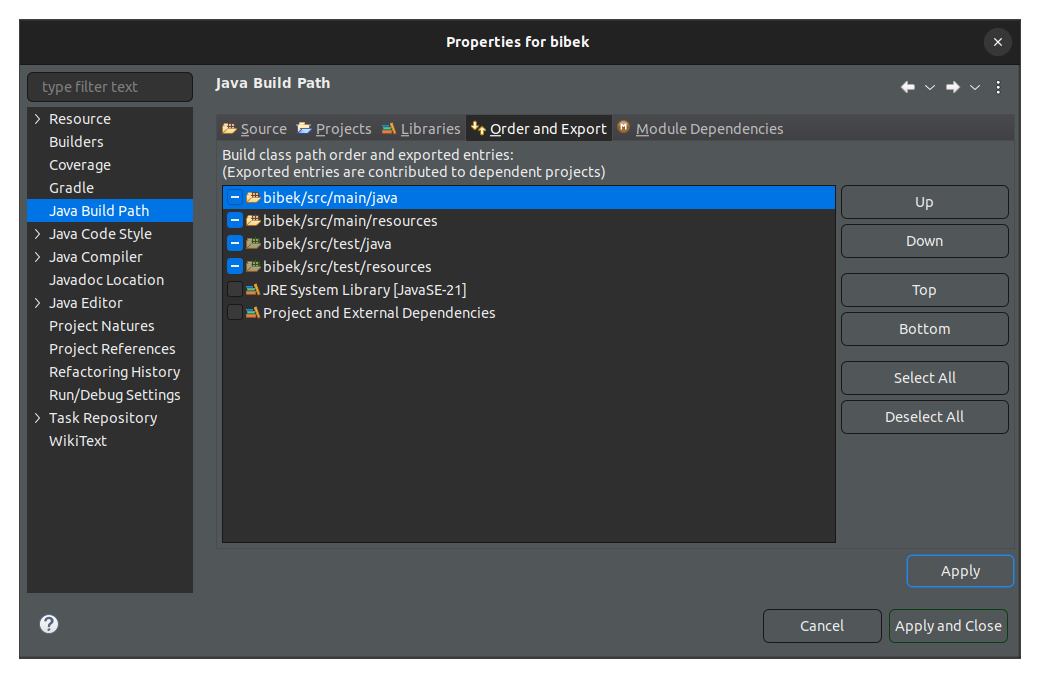 Properties for bibek
type filter text
Resource
Builders
Coverage
Gradle
Java Build Path
Java Code Style
Java Compiler
Javadoc Location
Java Editor
Project Natures
Project References
Refactoring History
Run/Debug Settings
Task Repository
WikiText
Java Build Path
Source Projects Libraries Order and Export Module Dependencies
Build class path order and exported entries:
(Exported entries are contributed to dependent projects)
bibek/src/main/java
bibek/src/main/resources
bibek/src/test/java
bibek/src/test/resources
JRE System Library [JavaSE-21]
Project and External Dependencies
Up
Down
Top
Bottom
Select All
Deselect All
Apply
Cancel Apply and Close